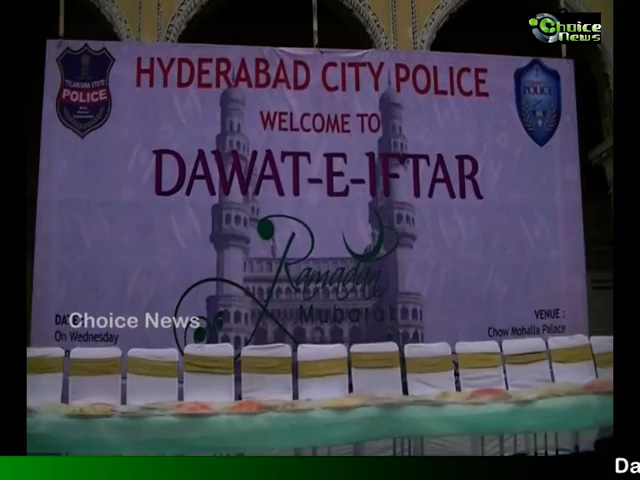 Choice
News
TELANGANA STATE
POLICE
HYDERABAD CITY POLICE
POLICE
WELCOME TO
DAWAT-E-IFTAR
Ramadan
Mubarak
Choice News
On Wednesday
VENUE :
Chow Mohalla Palace
Da